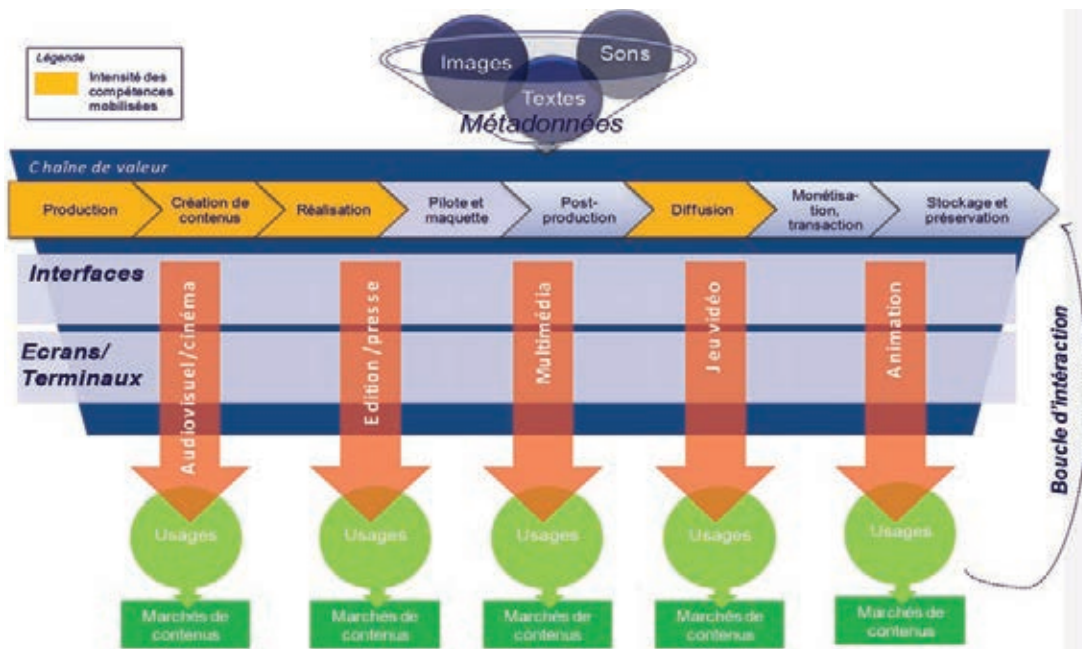 Légende
Intensité des
compétences
mobilisées
Images
Sons
Textes
Métadonnées
Chaîne de valeur
Production
Création de
contenus
Réalisation
Pilote et
maquette
Post-
production
Diffusion
Monétisa-
tion,
transaction
Stockage et
préservation
Interfaces
Ecrans/
Terminaux
Audiovisuel/cinéma
Edition /presse
Multimédia
Jeu vidéo
Animation
Boucle d'intéraction
Usages
Usages
Usages
Usages
Usages
Marchés de
contenus
Marchés de
contenus
Marchés de
contenus
Marchés de
contenus
Marchés de
contenus